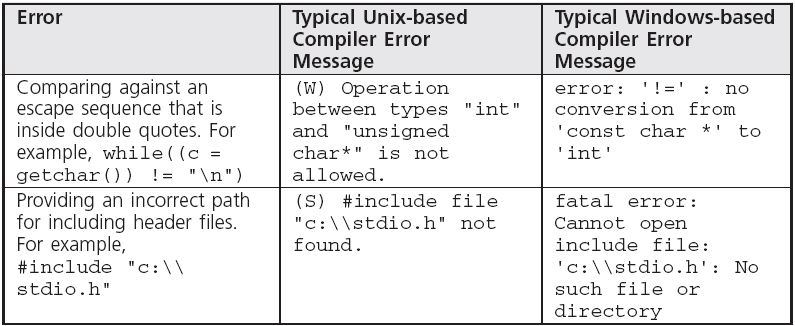 Error
Typical Unix-based
Compiler Error
Message
Typical Windows-based
Compiler Error
Message
Comparing against an
escape sequence that is
inside double quotes. For
example, while((c =
getchar()) != "\n")
(W) Operation
between types "int"
and "unsigned
char*" is not
allowed.
error: '!=' : no
conversion from
'const char *' to
'int'
Providing an incorrect path
for including header files.
For example,
#include "c:\\
stdio.h"
(S) #include file
"c:\\stdio.h" not
found.
fatal error:
Cannot open
include file:
'c:\\stdio.h': No
such file or
directory